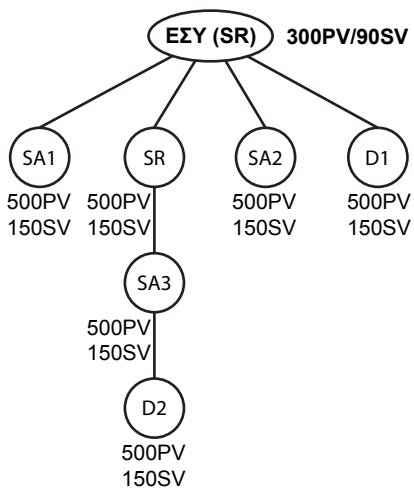 ΕΣΥ (SR) 300PV/90SV
SA1 SR SA2 D1
500PV 500PV 500PV 500PV
150SV 150SV 150SV 150SV
SA3
500PV
150SV
D2
500PV
150SV